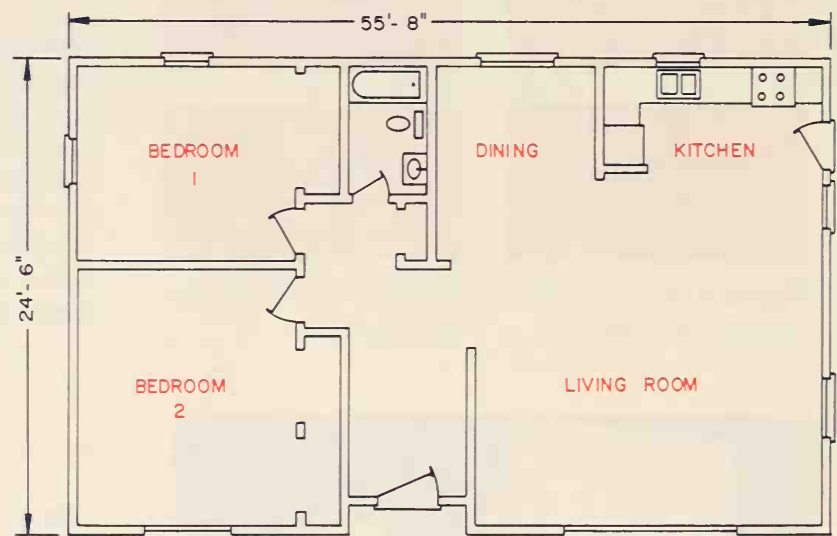 55'- 8"
BEDROOM
1
DINING
KITCHEN
24'- 6"
BEDROOM
2
LIVING ROOM